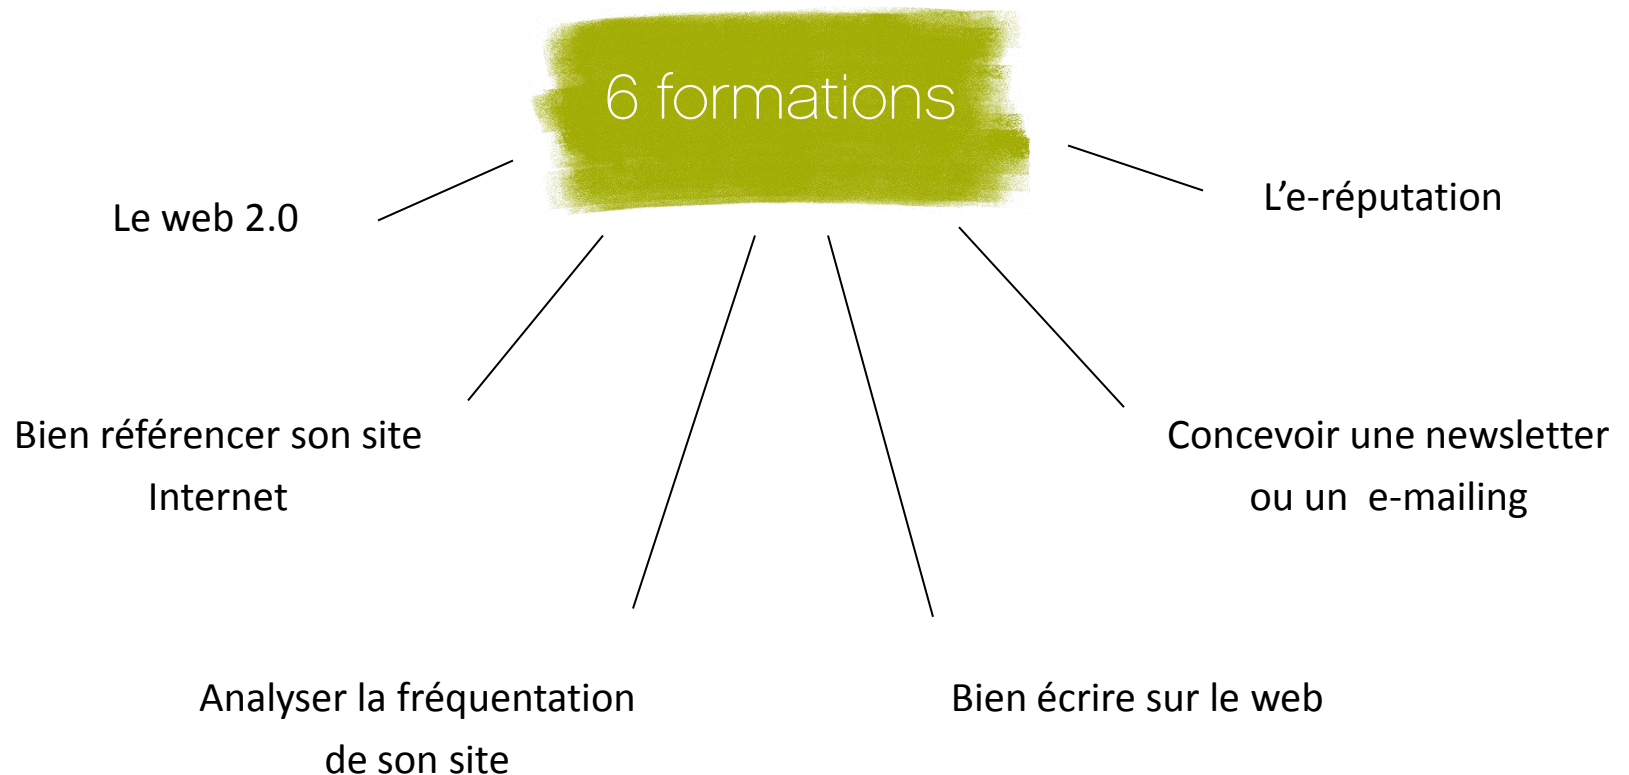 6 formations
Le web 2.0
L'e-réputation
Bien référencer son site
Internet
Concevoir une newsletter
ou un  e-mailing
Analyser la fréquentation
de son site
Bien écrire sur le web